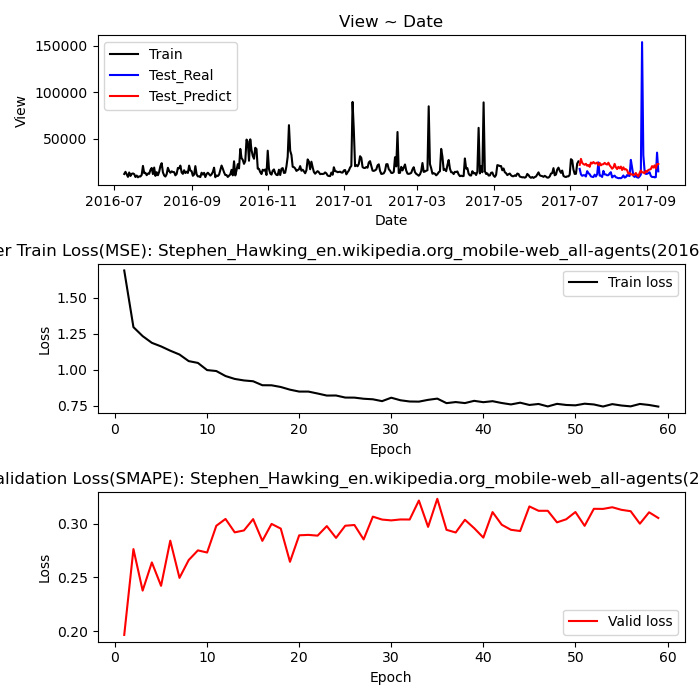 View ~ Date
150000
100000
50000
View
Train
Test_Real
Test_Predict
2016-07 2016-09 2016-11 2017-01 2017-03 2017-05 2017-07 2017-09
Date
er Train Loss(MSE): Stephen_Hawking_en.wikipedia.org_mobile-web_all-agents(2016
1.50
1.25
1.00
0.75
Loss
Train loss
0 10 20 30 40 50 60
Epoch
alidation Loss(SMAPE): Stephen_Hawking_en.wikipedia.org_mobile-web_all-agents(2
0.30
0.25
0.20
Loss
Valid loss
0 10 20 30 40 50 60
Epoch